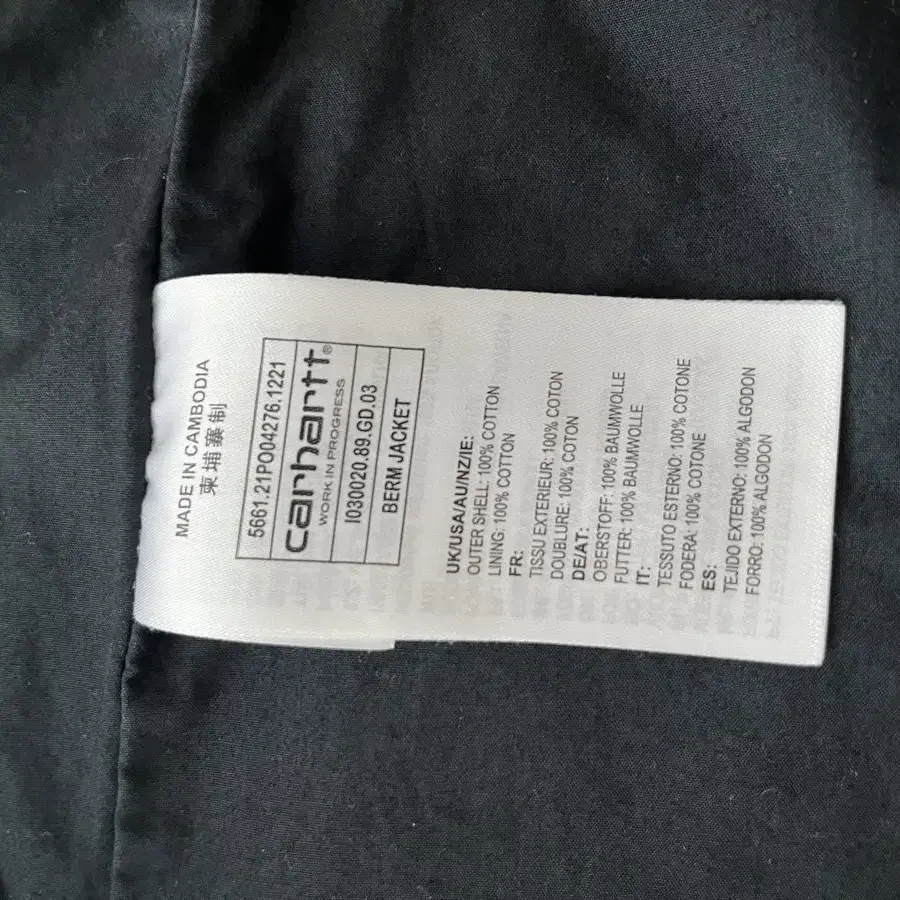 MADE IN CAMBODIA
柬埔寨制
5661.21PO04276.1221
carhartt®
WORK IN PROGRESS
I030020.89.GD.03
BERM JACKET
UK/USA/AU/NZ/IE:
OUTER SHELL: 100% COTTON
LINING: 100% COTTON
FR:
TISSU EXTERIEUR: 100% COTON
DOUBLURE: 100% COTON
DE/AT:
OBERSTOFF: 100% BAUMWOLLE
FUTTER: 100% BAUMWOLLE
IT:
TESSUTO ESTERNO: 100% COTONE
FODERA: 100% COTONE
ES:
TEJIDO EXTERNO: 100% ALGODON
FORRO: 100% ALGODON